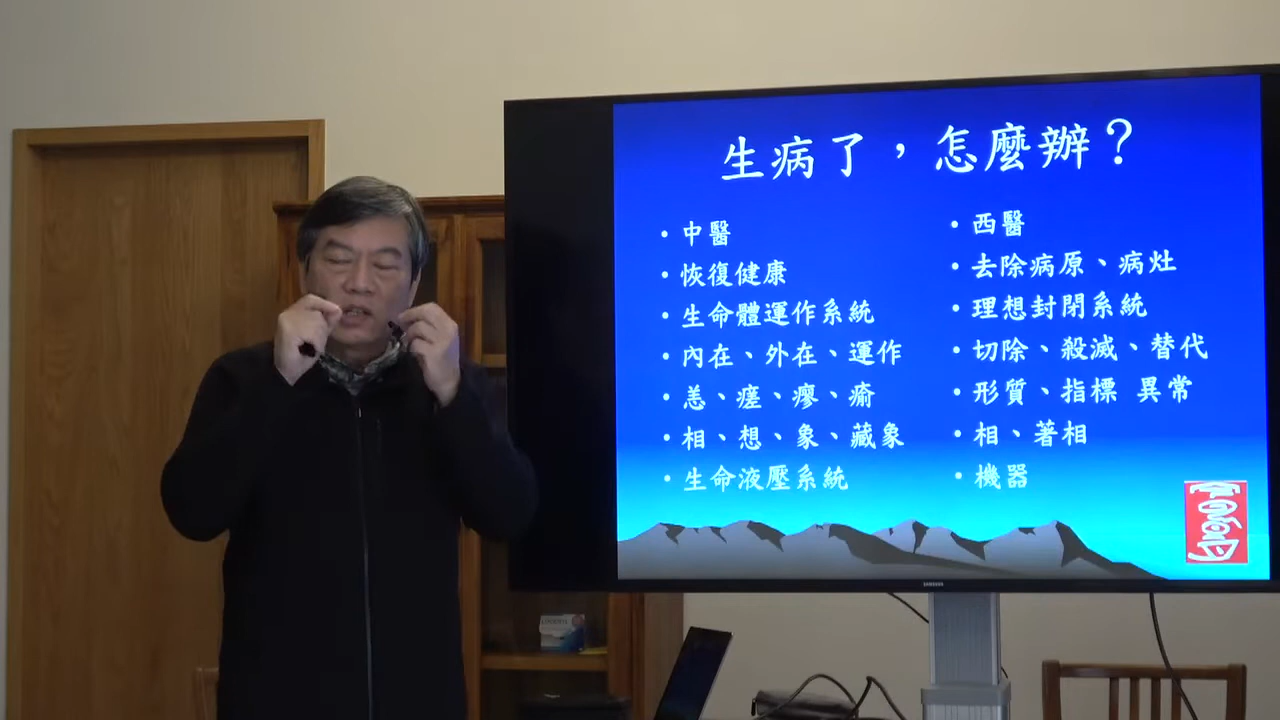 生病了，怎麼辦？
• 中醫
• 恢復健康
• 生命體運作系統
• 內在、外在、運作
• 恙、瘥、瘳、瘉
• 相、想、象、藏象
• 生命液壓系統
• 西醫
• 去除病原、病灶
• 理想封閉系統
• 切除、殺滅、替代
• 形質、指標 異常
• 相、著相
• 機器
SAMSUNG